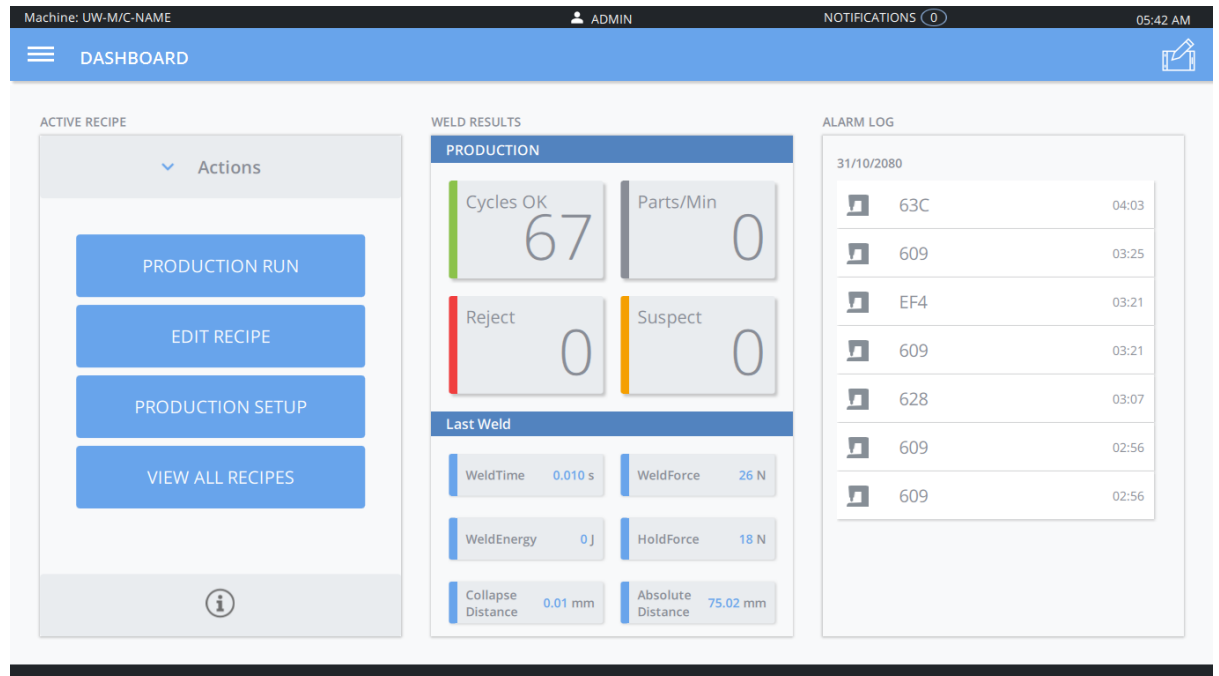 Machine: UW-M/C-NAME
ADMIN
NOTIFICATIONS 0
05:42 AM
DASHBOARD
ACTIVE RECIPE
Actions
PRODUCTION RUN
EDIT RECIPE
PRODUCTION SETUP
VIEW ALL RECIPES
WELD RESULTS
PRODUCTION
Cycles OK
67
Parts/Min
0
Reject
0
Suspect
0
Last Weld
WeldTime 0.010 s
WeldForce 26 N
WeldEnergy 0 J
HoldForce 18 N
Collapse
Distance 0.01 mm
Absolute
Distance 75.02 mm
ALARM LOG
31/10/2080
63C 04:03
609 03:25
EF4 03:21
609 03:21
628 03:07
609 02:56
609 02:56